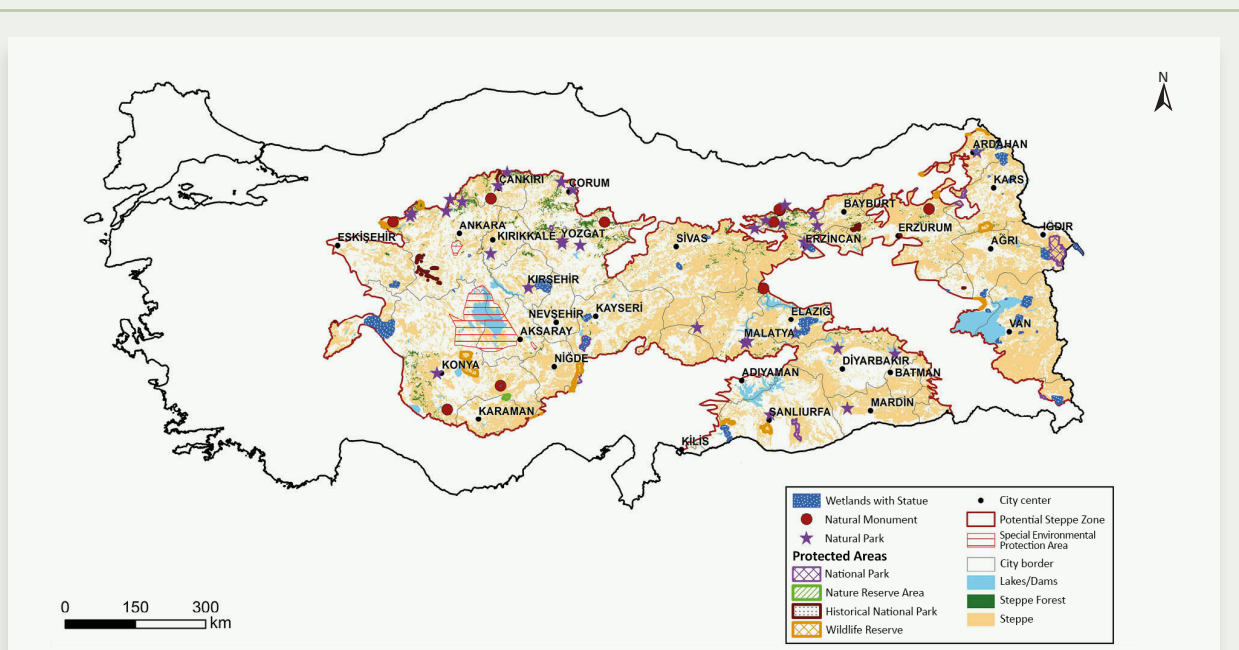 N
ARDAHAN
KARS
ÇANKIRI
ÇORUM
BAYBURT
ESKİŞEHİR
ANKARA
KIRIKKALE
YOZGAT
SİVAS
ERZİNCAN
ERZURUM
IĞDIR
AĞRI
KIRŞEHİR
NEVŞEHİR
KAYSERİ
ELAZIĞ
VAN
AKSARAY
MALATYA
KONYA
NİĞDE
DİYARBAKIR
ADIYAMAN
BATMAN
KARAMAN
ŞANLIURFA
MARDİN
KİLİS
Wetlands with Statue
Natural Monument
Natural Park
Protected Areas
National Park
Nature Reserve Area
Historical National Park
Wildlife Reserve
City center
Potential Steppe Zone
Special Environmental
Protection Area
City border
Lakes/Dams
Steppe Forest
Steppe
0 150 300
km